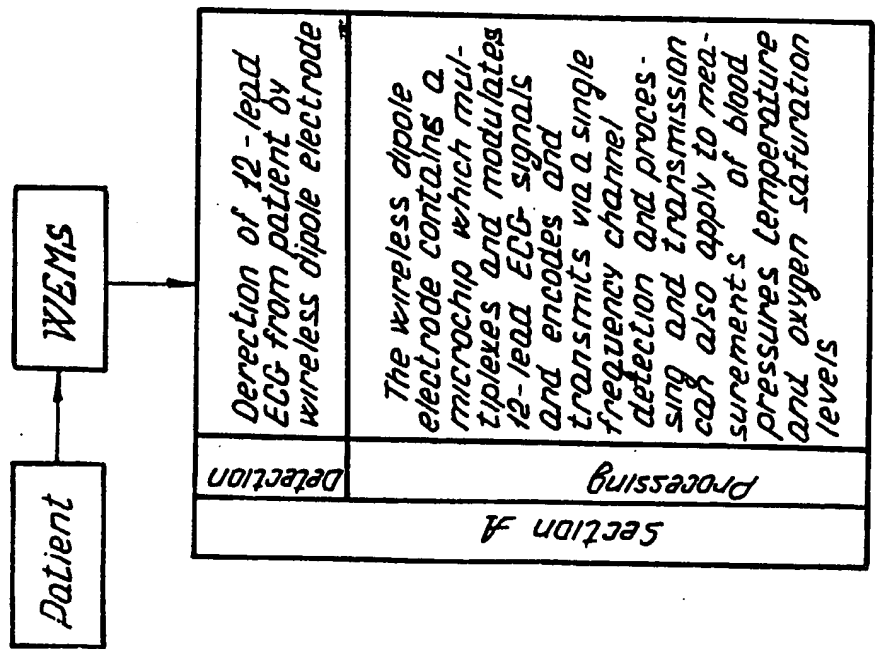 Patient
WEMS
Section A
Detection
Derection of 12-lead
ECG from patient by
wireless dipole electrode
Processing
The wireless dipole
electrode contains a
microchip which mul-
tiplexes and modulates
12-lead ECG signals
and encodes and
transmits via a single
frequency channel
detection and proces-
sing and transmission
can also apply to mea-
surements of blood
pressures temperature
and oxygen safuration
levels